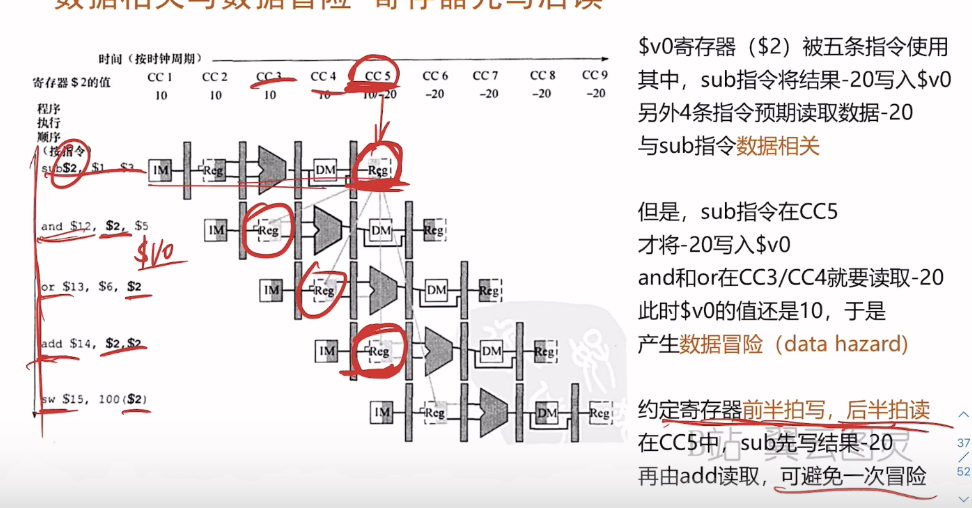 数据相关与数据冒险 寄存器先写后读
时间（按时钟周期）
寄存器＄2的值 CC 1 CC 2 CC 3 CC 4 CC 5 CC 6 CC 7 CC 8 CC 9
10 10 10 10 10/-20 -20 -20 -20 -20
程序
执行
顺序
（按指令）
sub $2, $1, $3 IM Reg DM Reg
and $12, $2, $5 IM Reg DM Reg
$V0
or $13, $6, $2 IM Reg DM Reg
add $14, $2,$2 IM Reg DM Reg
sw $15, 100($2) IM Reg DM Reg
$v0寄存器（$2）被五条指令使用
其中，sub指令将结果-20写入$v0
另外4条指令预期读取数据-20
与sub指令数据相关
但是，sub指令在CC5
才将-20写入$v0
and和or在CC3/CC4就要读取-20
此时$v0的值还是10，于是
产生数据冒险（data hazard)
约定寄存器前半拍写，后半拍读
在CC5中，sub先写结果-20
再由add读取，可避免一次冒险
37
/
52